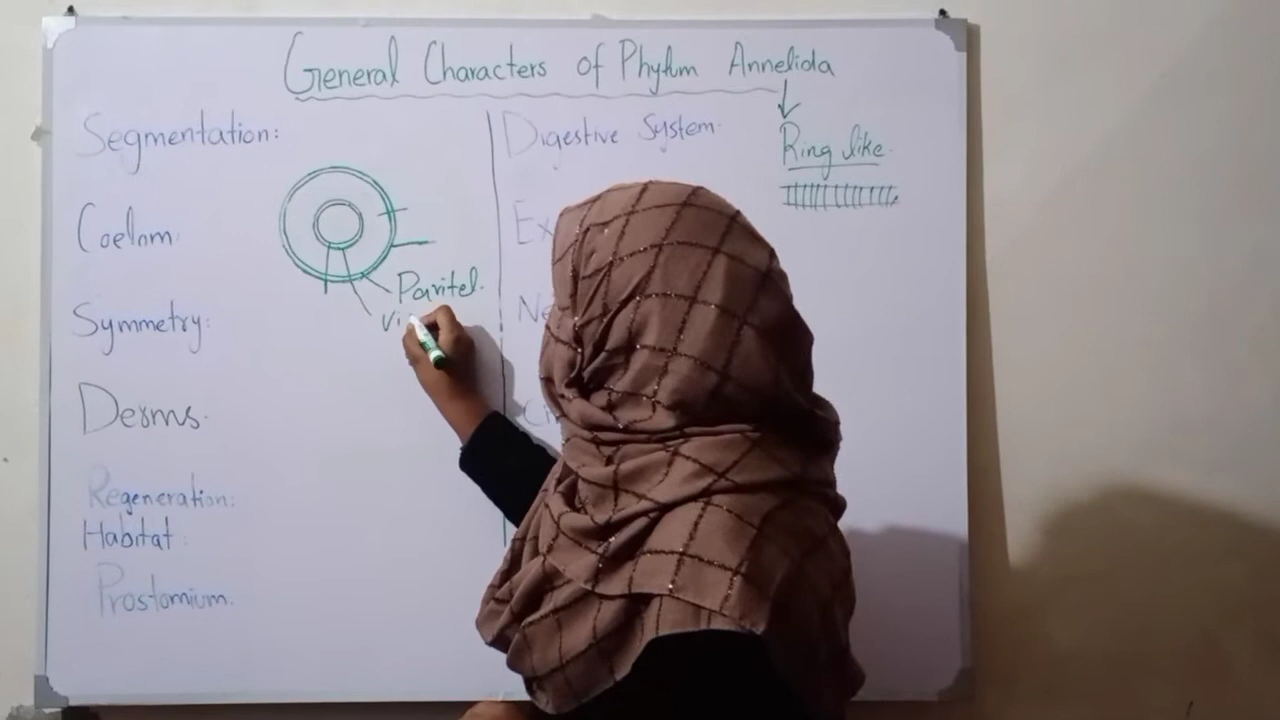 General Characters of Phylum Annelida
Segmentation:
Coelom:
Symmetry:
Derms.
Regeneration:
Habitat :
Prostomium.
Paritel.
Vi
Digestive System.
Ex
Ne
Ring like.